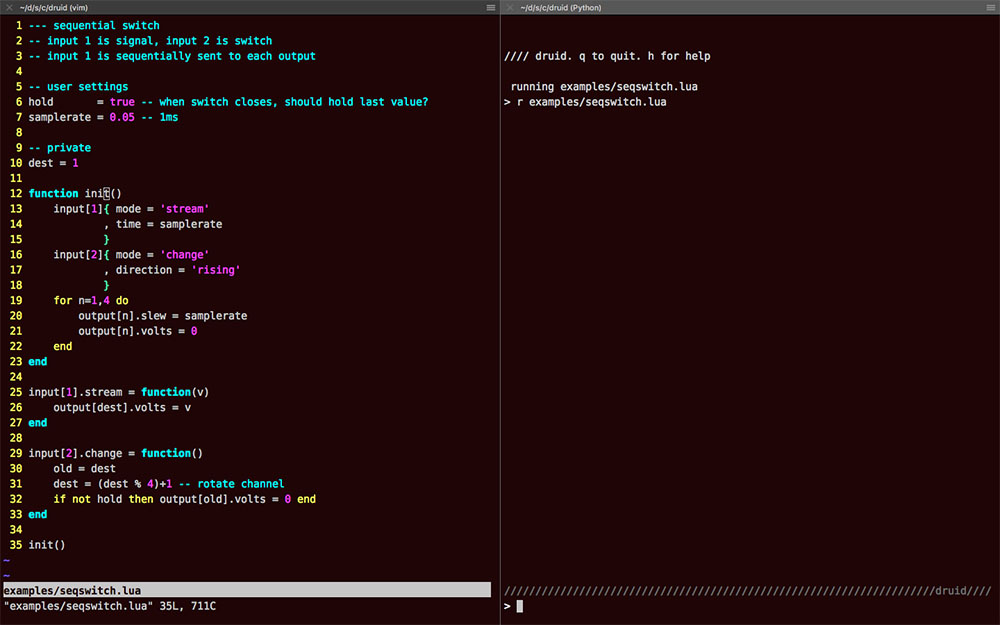 ~/d/s/c/druid (vim)
1 --- sequential switch
2 -- input 1 is signal, input 2 is switch
3 -- input 1 is sequentially sent to each output
4
5 -- user settings
6 hold       = true -- when switch closes, should hold last value?
7 samplerate = 0.05 -- 1ms
8
9 -- private
10 dest = 1
11
12 function init()
13     input[1]{ mode = 'stream'
14             , time = samplerate
15             }
16     input[2]{ mode = 'change'
17             , direction = 'rising'
18             }
19     for n=1,4 do
20         output[n].slew = samplerate
21         output[n].volts = 0
22     end
23 end
24
25 input[1].stream = function(v)
26     output[dest].volts = v
27 end
28
29 input[2].change = function()
30     old = dest
31     dest = (dest % 4)+1 -- rotate channel
32     if not hold then output[old].volts = 0 end
33 end
34
35 init()
~
~
examples/seqswitch.lua
"examples/seqswitch.lua" 35L, 711C
~/d/s/c/druid (Python)
//// druid. q to quit. h for help
running examples/seqswitch.lua
> r examples/seqswitch.lua
/////////////////////////////////////////////////////////////////////druid////
>